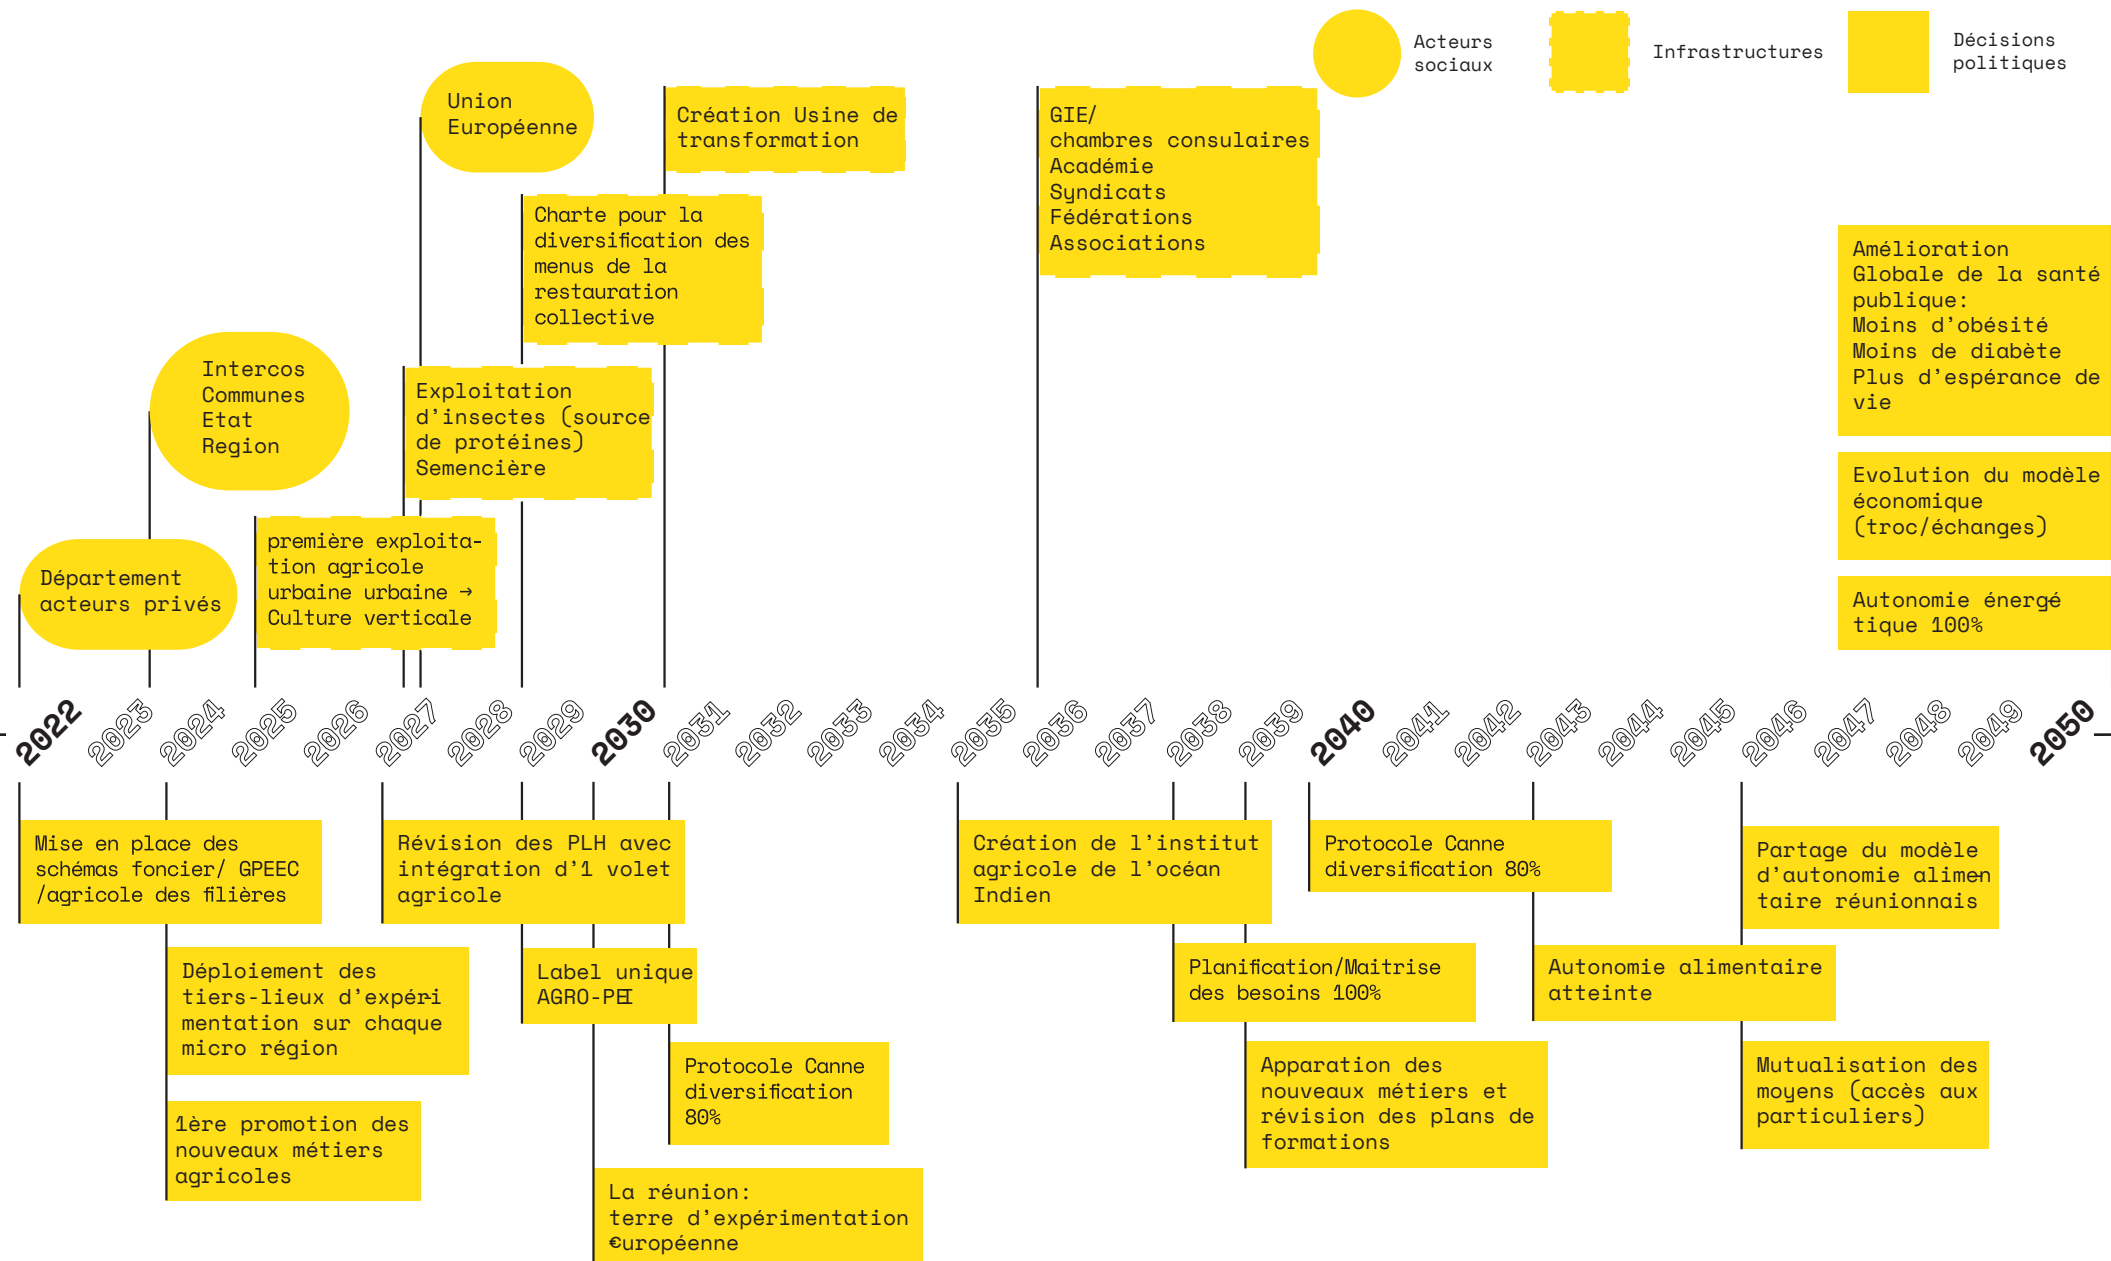 Acteurs
sociaux
Infrastructures
Décisions
politiques
Union
Européenne
Création Usine de
transformation
GIE/
chambres consulaires
Académie
Syndicats
Fédérations
Associations
Charte pour la
diversification des
menus de la
restauration
collective
Amélioration
Globale de la santé
publique:
Moins d'obésité
Moins de diabète
Plus d'espérance de
vie
Intercos
Communes
Etat
Region
Exploitation
d'insectes (source
de protéines)
Semencière
Evolution du modèle
économique
(troc/échanges)
Département
acteurs privés
première exploita-
tion agricole
urbaine urbaine →
Culture verticale
Autonomie énergé-
tique 100%
2022
2023
2024
2025
2026
2027
2028
2029
2030
2031
2032
2033
2034
2035
2036
2037
2038
2039
2040
2041
2042
2043
2044
2045
2046
2047
2048
2049
2050
Mise en place des
schémas foncier/ GPEEC
/agricole des filières
Révision des PLH avec
intégration d'1 volet
agricole
Création de l'institut
agricole de l'océan
Indien
Protocole Canne
diversification 80%
Partage du modèle
d'autonomie alimen-
taire réunionnais
Déploiement des
tiers-lieux d'expéri-
mentation sur chaque
micro région
Label unique
AGRO-PEÏ
Planification/Maitrise
des besoins 100%
Autonomie alimentaire
atteinte
Protocole Canne
diversification
80%
Apparation des
nouveaux métiers et
révision des plans de
formations
Mutualisation des
moyens (accès aux
particuliers)
1ère promotion des
nouveaux métiers
agricoles
La réunion:
terre d'expérimentation
€uropéenne